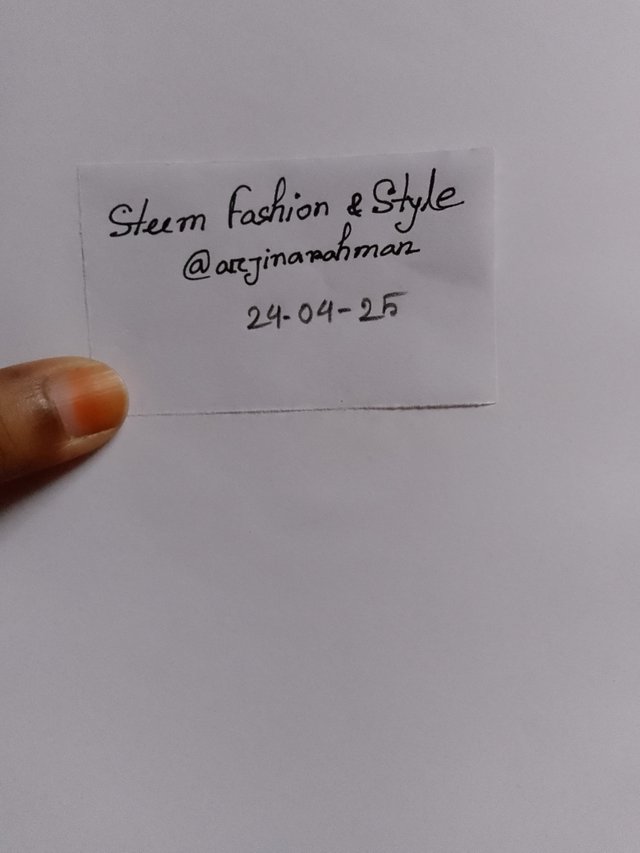 Steem Fashion & Style
@arjinarahman
24-04-25